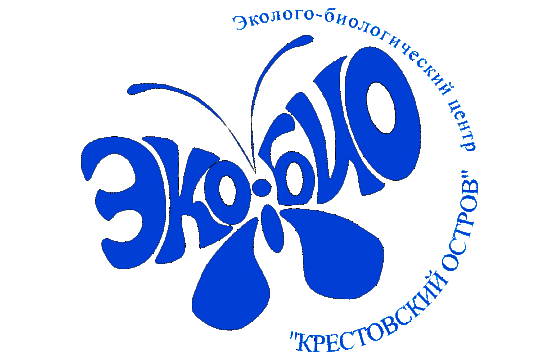 Эколого-биологический центр
ЭКО-БИО
"КРЕСТОВСКИЙ ОСТРОВ"